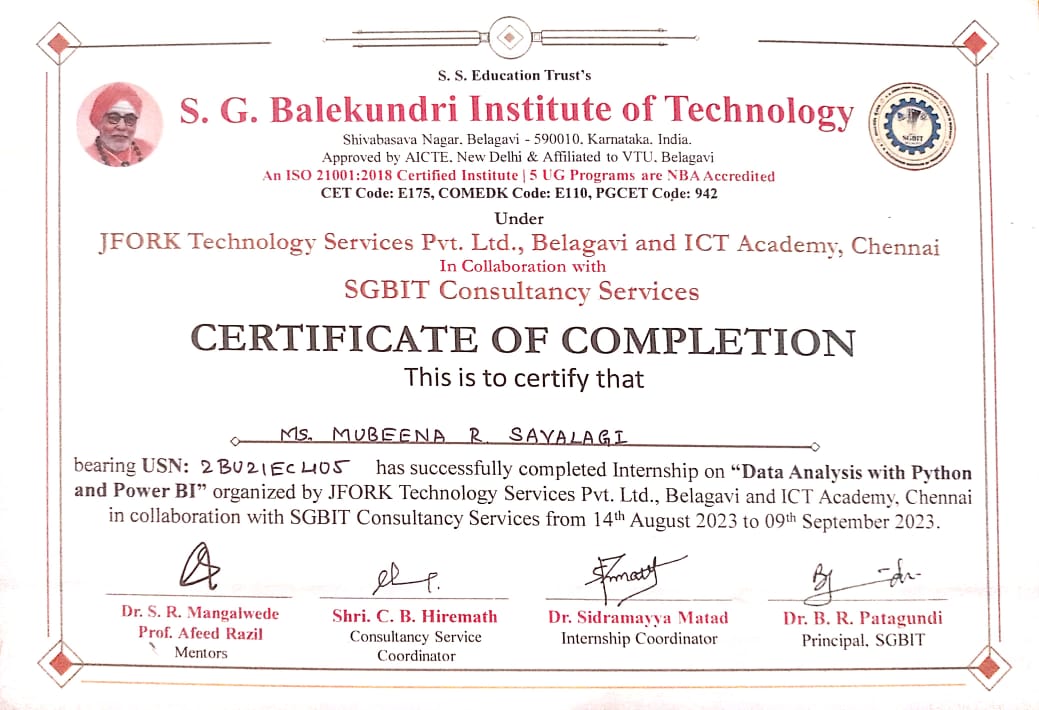 S. S. Education Trust's
S. G. Balekundri Institute of Technology
Shivabasava Nagar. Belagavi - 590010. Karnataka. India.
Approved by AICTE. New Delhi & Affiliated to VTU. Belagavi
An ISO 21001:2018 Certified Institute | 5 UG Programs are NBA Accredited
CET Code: E175, COMEDK Code: E110, PGCET Code: 942
SGBIT
Under
JFORK Technology Services Pvt. Ltd., Belagavi and ICT Academy, Chennai
In Collaboration with
SGBIT Consultancy Services
CERTIFICATE OF COMPLETION
This is to certify that
MS. MUBEENA R. SAVALAGI
bearing USN: 2BU21EC405 has successfully completed Internship on “Data Analysis with Python
and Power BI” organized by JFORK Technology Services Pvt. Ltd., Belagavi and ICT Academy, Chennai
in collaboration with SGBIT Consultancy Services from 14th August 2023 to 09th September 2023.
Dr. S. R. Mangalwede
Prof. Afeed Razil
Mentors
Shri. C. B. Hiremath
Consultancy Service
Coordinator
Dr. Sidramayya Matad
Internship Coordinator
Dr. B. R. Patagundi
Principal. SGBIT